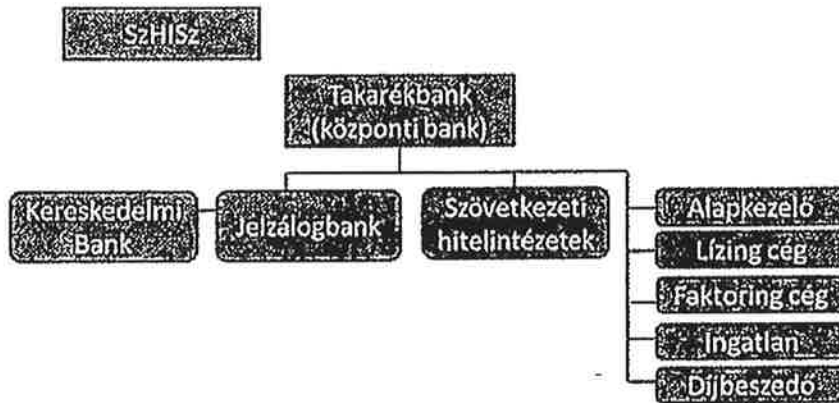 SzHISz
Takarékbank
(központi bank)
Kereskedelmi
Bank
Jelzálogbank
Szövetkezeti
hitelintézetek
Alapkezelő
Lízing cég
Faktoring cég
Ingatlan
Díjbeszedő